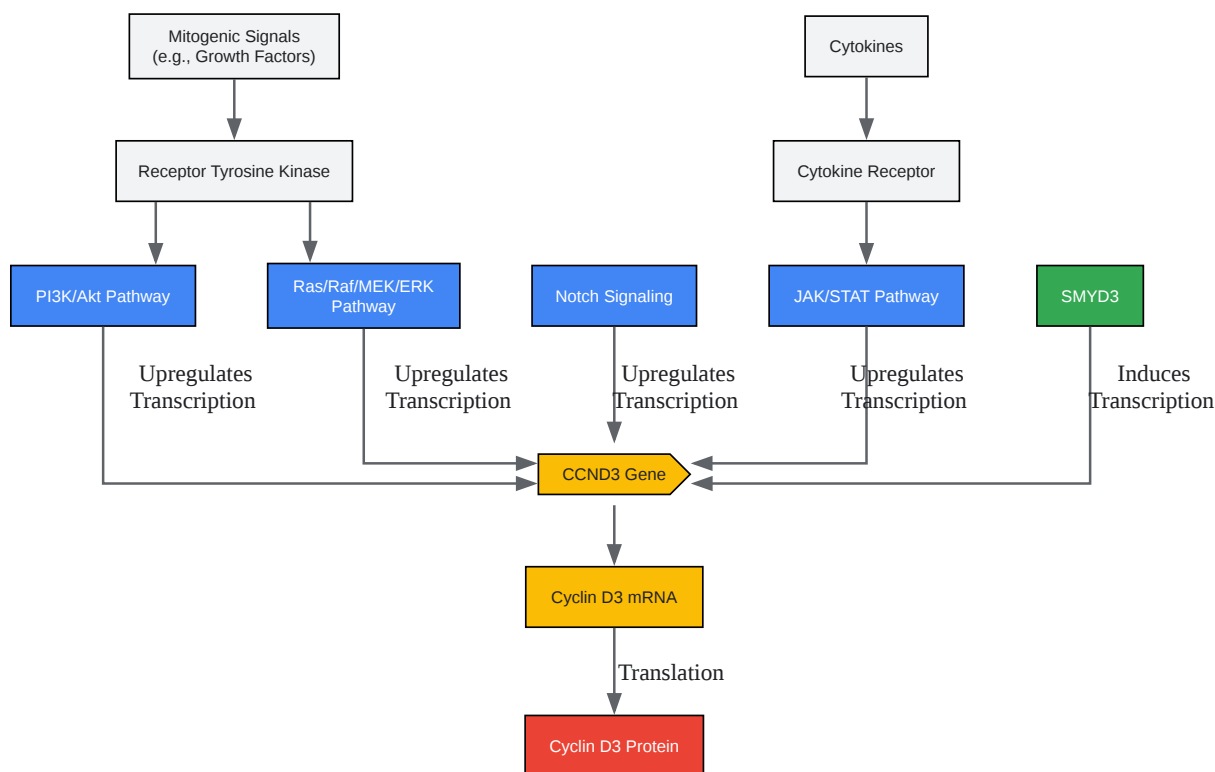 Mitogenic Signals
(e.g., Growth Factors)
Cytokines
Receptor Tyrosine Kinase
Cytokine Receptor
PI3K/Akt Pathway
Ras/Raf/MEK/ERK
Pathway
Notch Signaling
JAK/STAT Pathway
SMYD3
Upregulates
Transcription
Upregulates
Transcription
Upregulates
Transcription
Upregulates
Transcription
Induces
Transcription
CCND3 Gene
Cyclin D3 mRNA
Translation
Cyclin D3 Protein